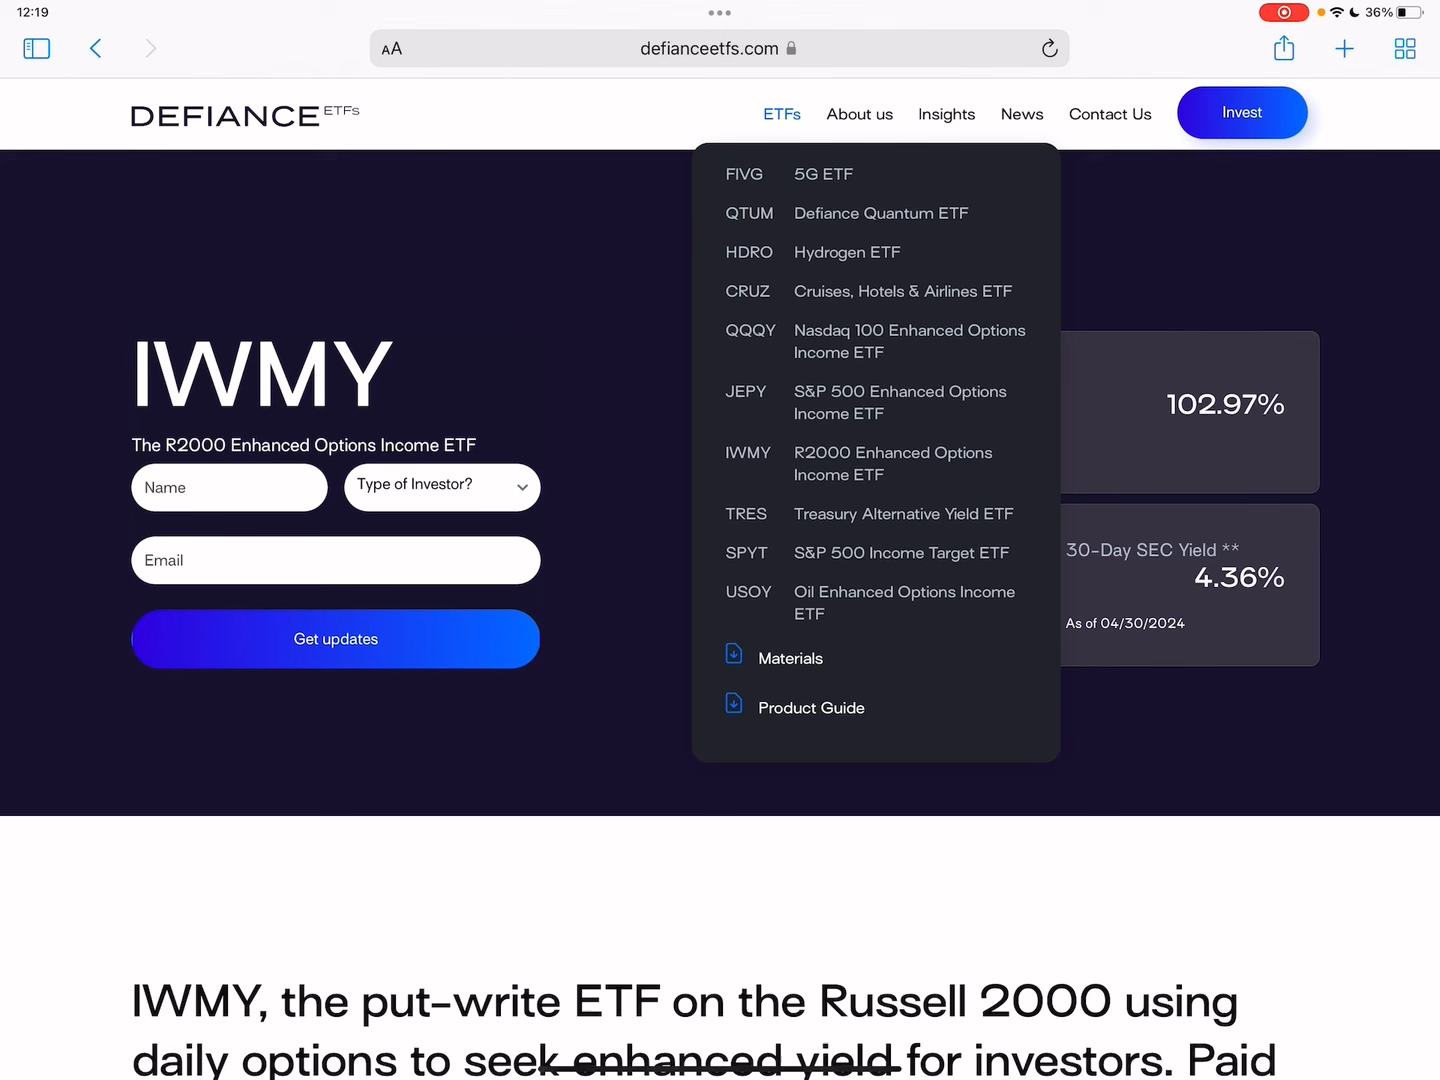 12:19
36%
AA
defianceetfs.com
DEFIANCE ETFs
ETFs
About us
Insights
News
Contact Us
Invest
FIVG 5G ETF
QTUM Defiance Quantum ETF
HDRO Hydrogen ETF
CRUZ Cruises, Hotels & Airlines ETF
QQQY Nasdaq 100 Enhanced Options
Income ETF
JEPY S&P 500 Enhanced Options
Income ETF
IWMY R2000 Enhanced Options
Income ETF
TRES Treasury Alternative Yield ETF
SPYT S&P 500 Income Target ETF
USOY Oil Enhanced Options Income
ETF
Materials
Product Guide
IWMY
The R2000 Enhanced Options Income ETF
Name
Type of Investor?
Email
Get updates
102.97%
30-Day SEC Yield **
4.36%
As of 04/30/2024
IWMY, the put-write ETF on the Russell 2000 using
daily options to seek enhanced yield for investors. Paid